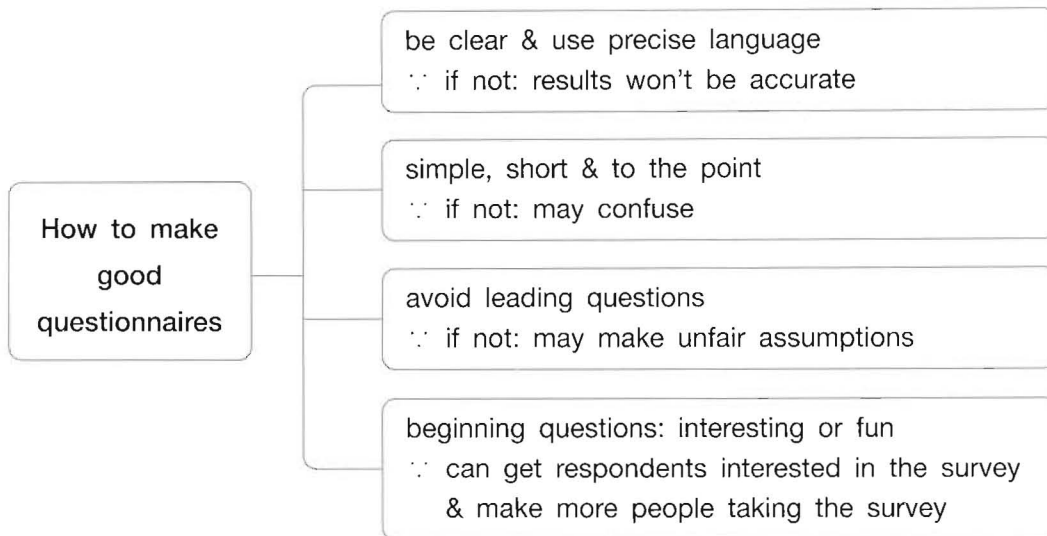 How to make
good
questionnaires
be clear & use precise language
∵ if not: results won't be accurate
simple, short & to the point
∵ if not: may confuse
avoid leading questions
∵ if not: may make unfair assumptions
beginning questions: interesting or fun
∵ can get respondents interested in the survey
& make more people taking the survey